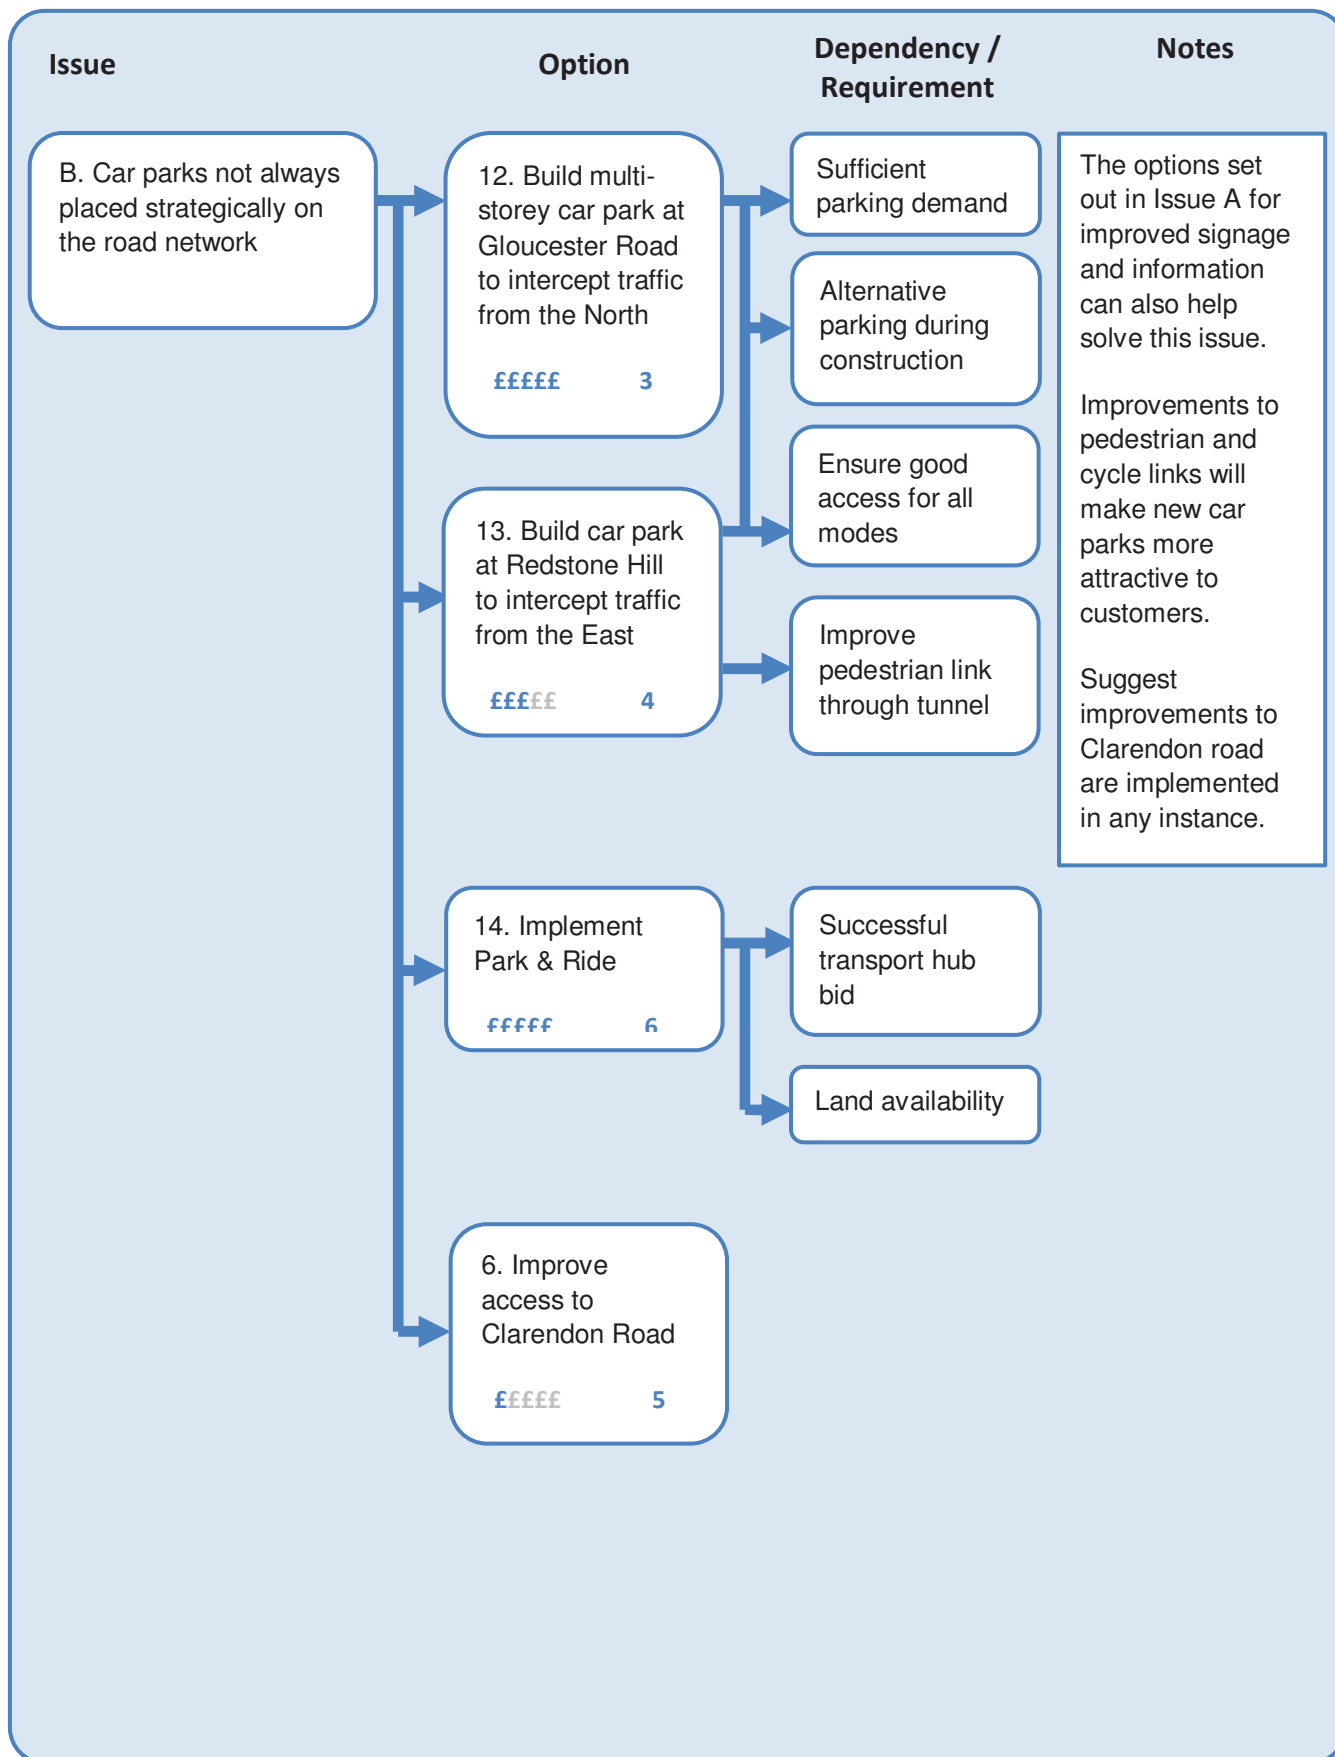 Issue
Option
Dependency /
Requirement
Notes
B. Car parks not always
placed strategically on
the road network
12. Build multi-
storey car park at
Gloucester Road
to intercept traffic
from the North
£££££ 3
13. Build car park
at Redstone Hill
to intercept traffic
from the East
£££££ 4
14. Implement
Park & Ride
£££££ 6
6. Improve
access to
Clarendon Road
£££££ 5
Sufficient
parking demand
Alternative
parking during
construction
Ensure good
access for all
modes
Improve
pedestrian link
through tunnel
Successful
transport hub
bid
Land availability
The options set
out in Issue A for
improved signage
and information
can also help
solve this issue.
Improvements to
pedestrian and
cycle links will
make new car
parks more
attractive to
customers.
Suggest
improvements to
Clarendon road
are implemented
in any instance.